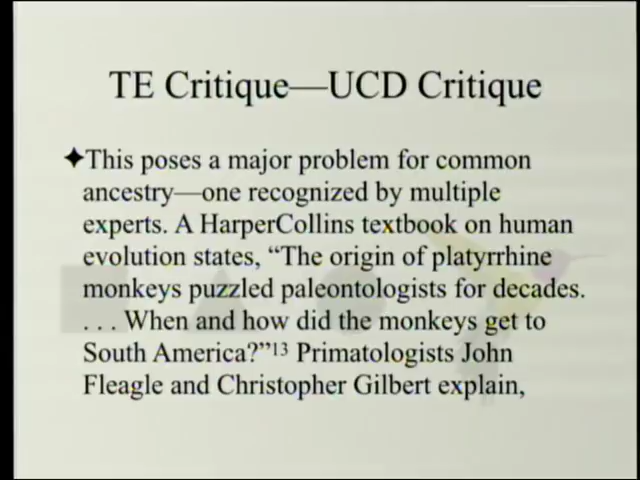 TE Critique—UCD Critique
✦This poses a major problem for common
ancestry—one recognized by multiple
experts. A HarperCollins textbook on human
evolution states, “The origin of platyrrhine
monkeys puzzled paleontologists for decades.
. . . When and how did the monkeys get to
South America?”¹³ Primatologists John
Fleagle and Christopher Gilbert explain,